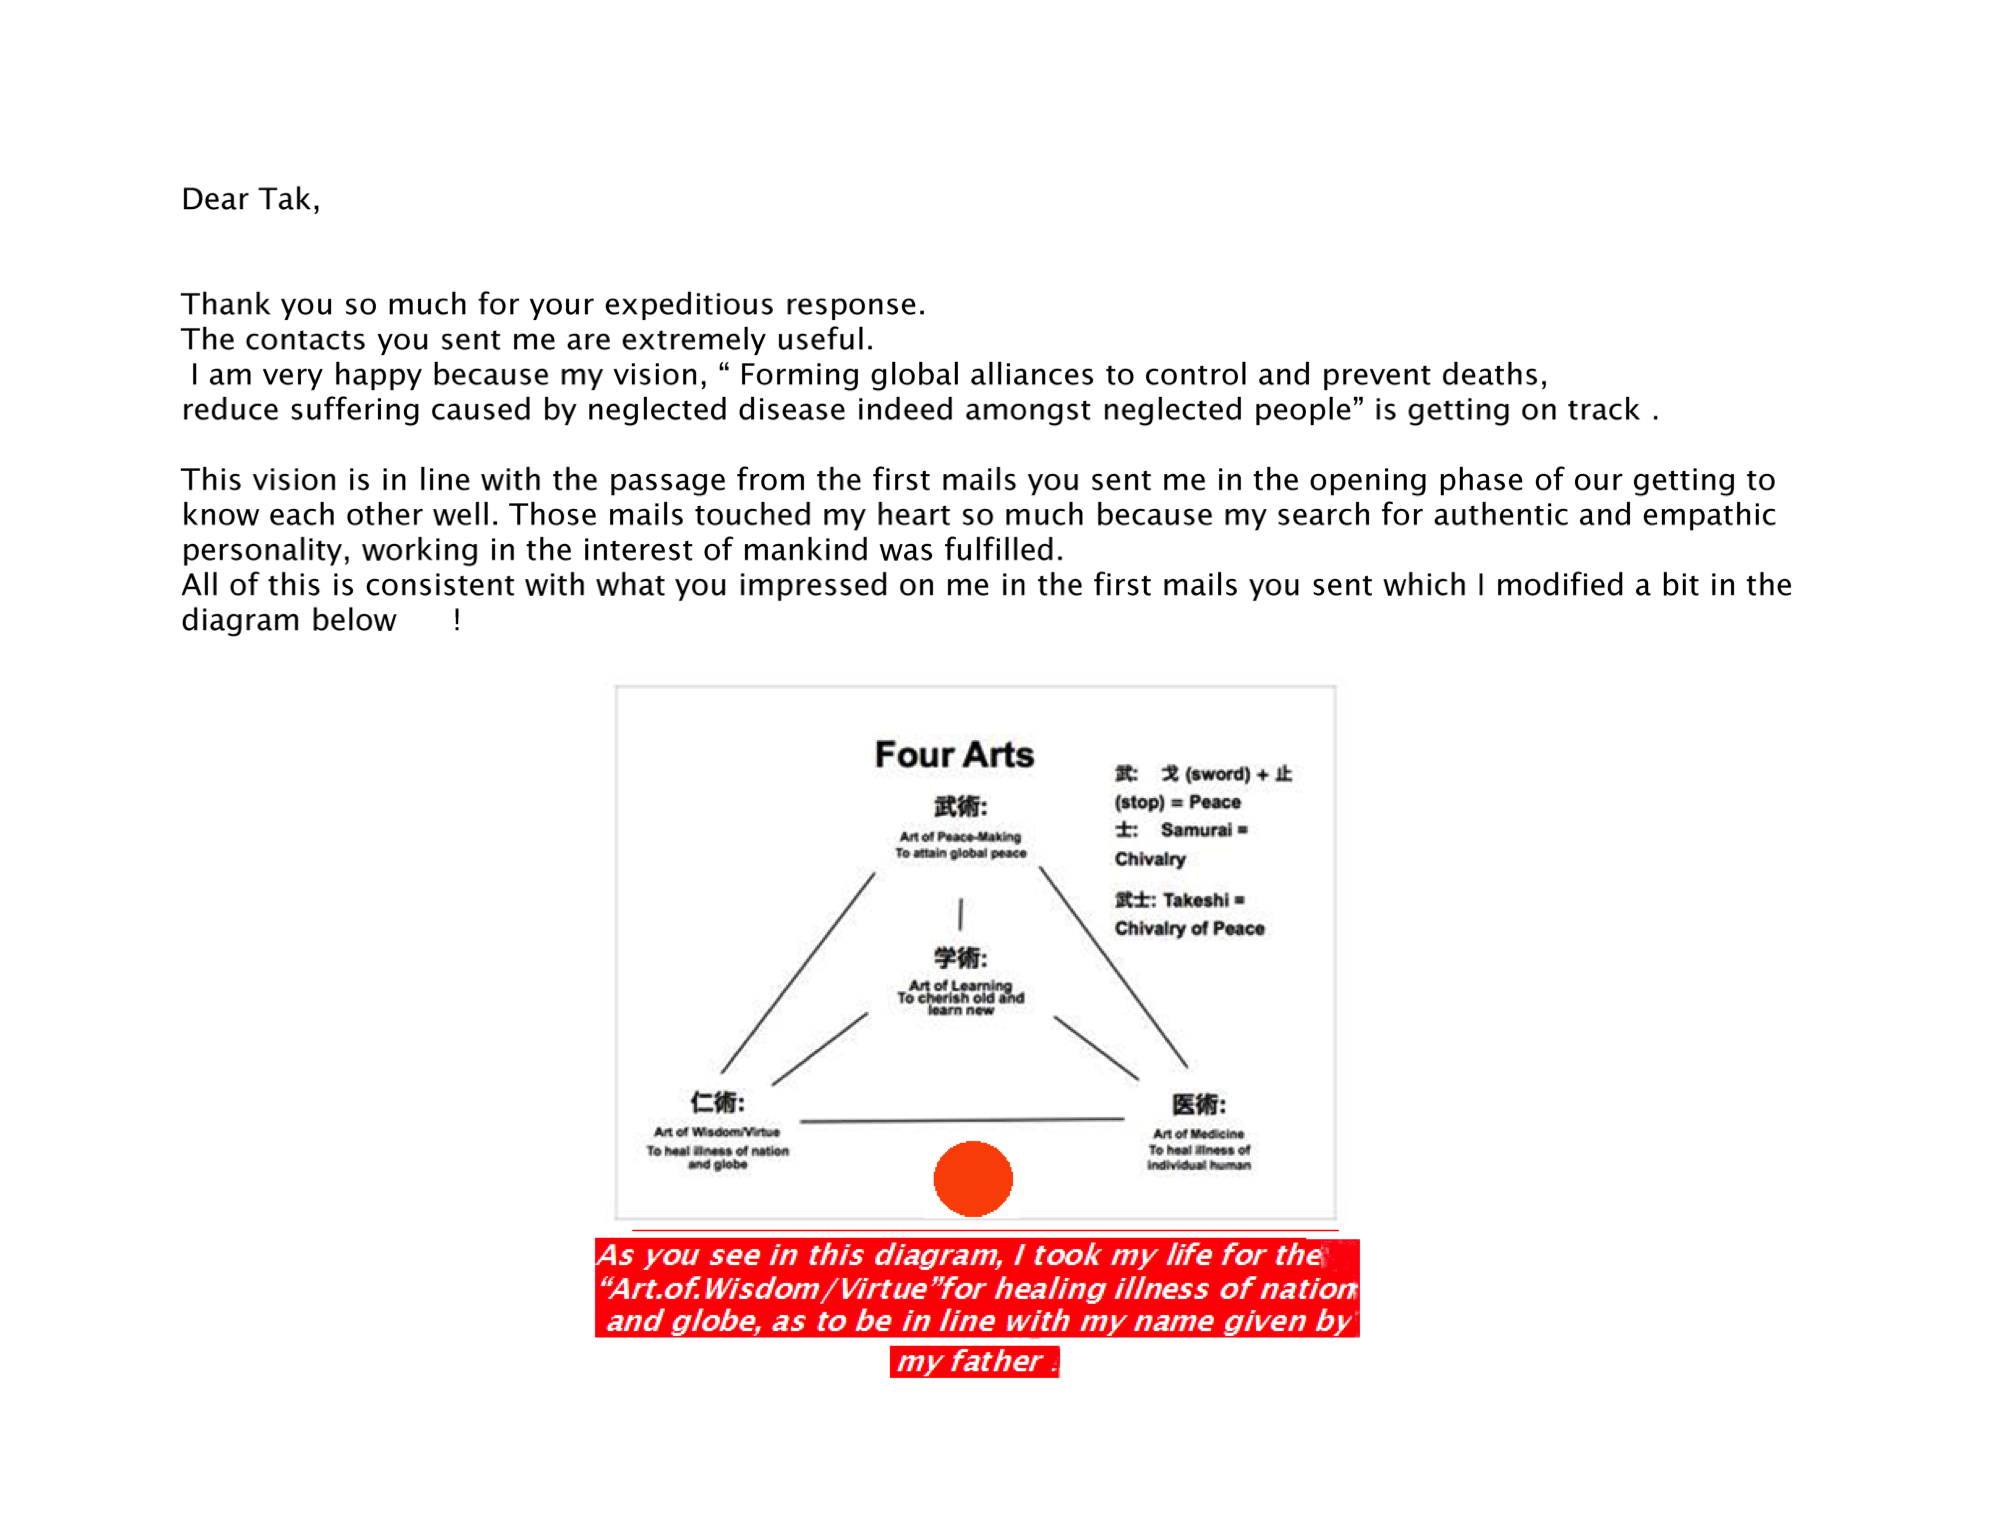 Dear Tak,
Thank you so much for your expeditious response.
The contacts you sent me are extremely useful.
I am very happy because my vision, “ Forming global alliances to control and prevent deaths,
reduce suffering caused by neglected disease indeed amongst neglected people” is getting on track .
This vision is in line with the passage from the first mails you sent me in the opening phase of our getting to
know each other well. Those mails touched my heart so much because my search for authentic and empathic
personality, working in the interest of mankind was fulfilled.
All of this is consistent with what you impressed on me in the first mails you sent which I modified a bit in the
diagram below !
Four Arts
武術:
Art of Peace-Making
To attain global peace
武: 戈 (sword) + 止
(stop) = Peace
士: Samurai =
Chivalry
武士: Takeshi =
Chivalry of Peace
学術:
Art of Learning
To cherish old and
learn new
仁術:
Art of Wisdom/Virtue
To heal illness of nation
and globe
医術:
Art of Medicine
To heal illness of
individual human
As you see in this diagram, I took my life for the
“Art.of.Wisdom/Virtue”for healing illness of nation
and globe, as to be in line with my name given by
my father !